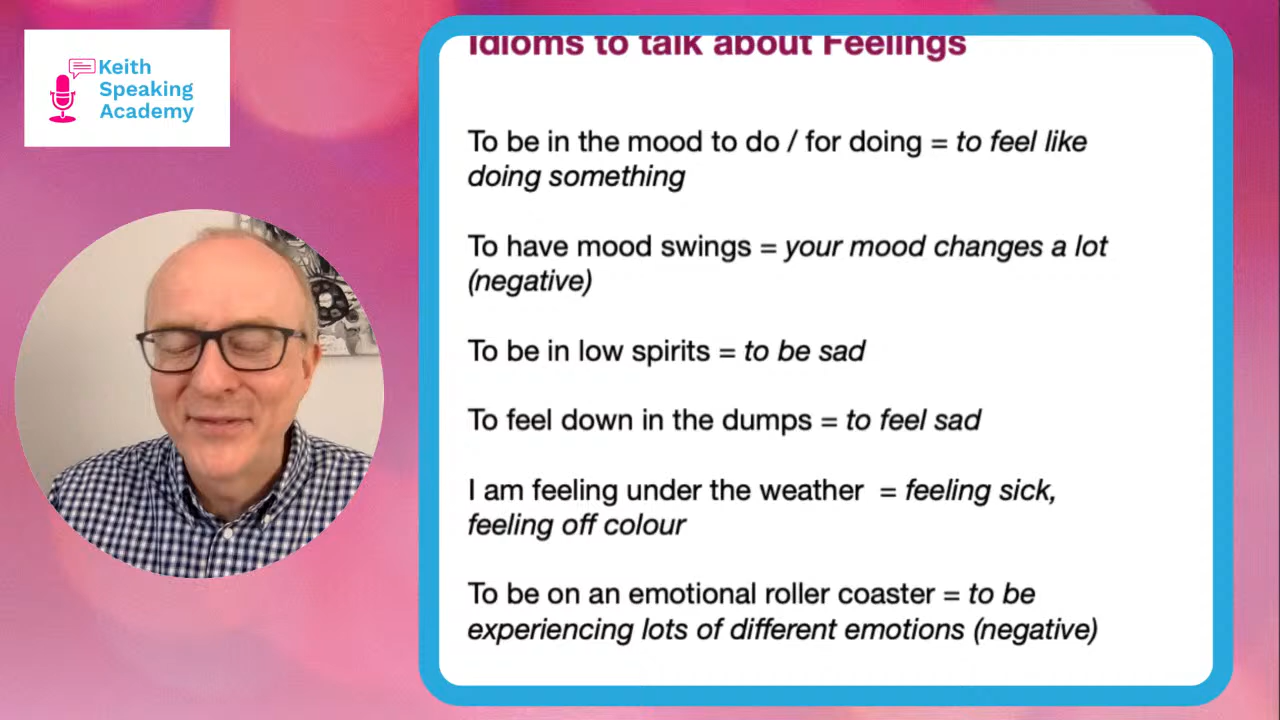 Keith
Speaking
Academy
Idioms to talk about Feelings
To be in the mood to do / for doing = to feel like
doing something
To have mood swings = your mood changes a lot
(negative)
To be in low spirits = to be sad
To feel down in the dumps = to feel sad
I am feeling under the weather = feeling sick,
feeling off colour
To be on an emotional roller coaster = to be
experiencing lots of different emotions (negative)